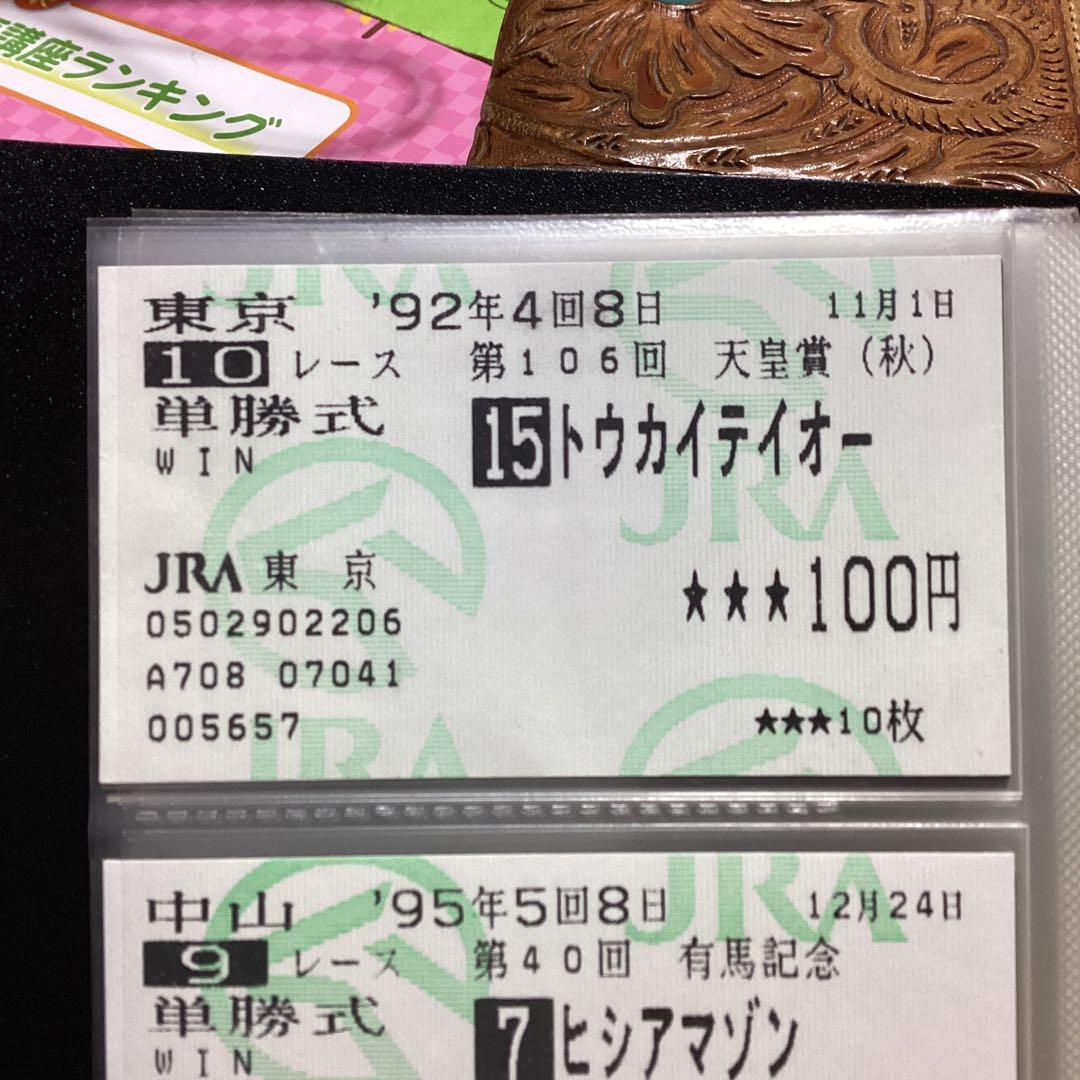 講座ランキング
東京 '92年4回8日 11月1日
10レース 第106回 天皇賞（秋）
単勝式 15トウカイテイオー
WIN
JRA 東 京 ★★★100円
0502902206
A708 07041
005657 ★★★10枚
中山 '95年5回8日 12月24日
9レース 第40回 有馬記念
単勝式 7ヒシアマゾン
WIN